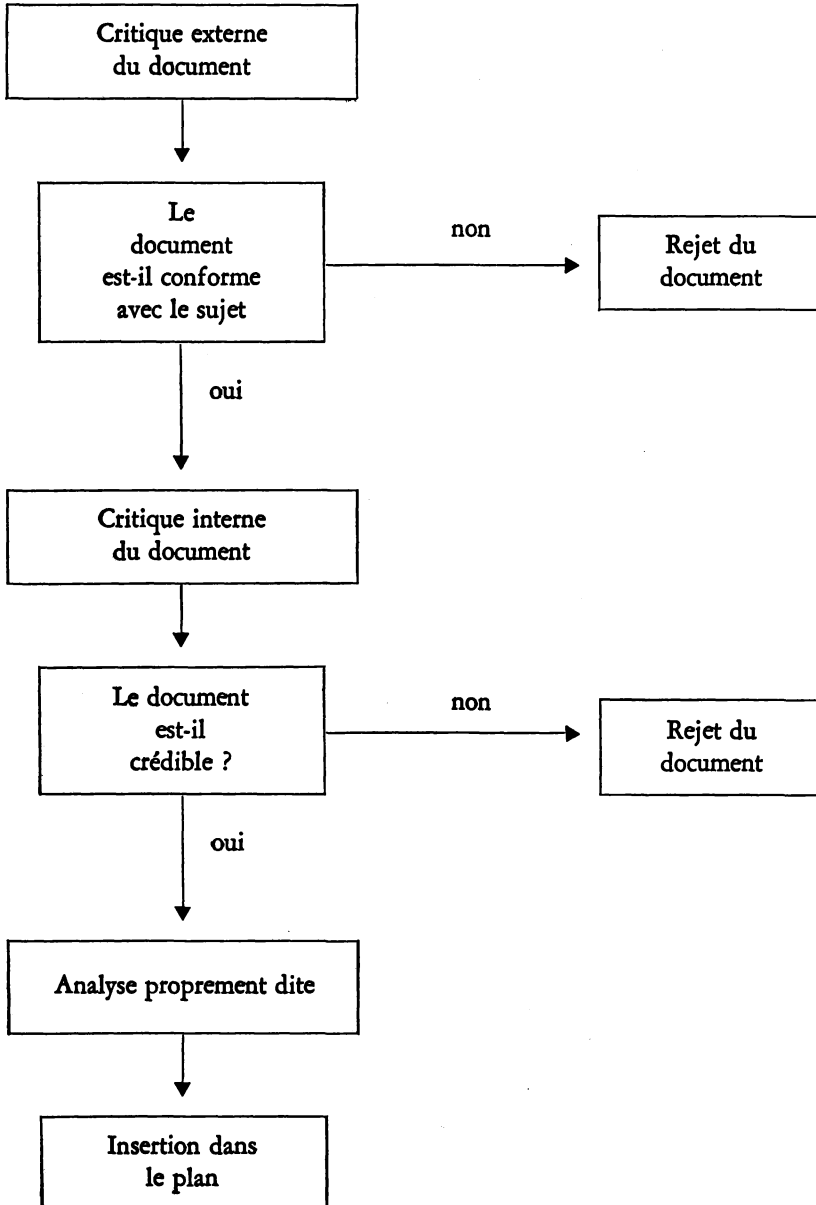 Critique externe
du document
Le
document
est-il conforme
avec le sujet
non
Rejet du
document
oui
Critique interne
du document
Le document
est-il
crédible ?
non
Rejet du
document
oui
Analyse proprement dite
Insertion dans
le plan